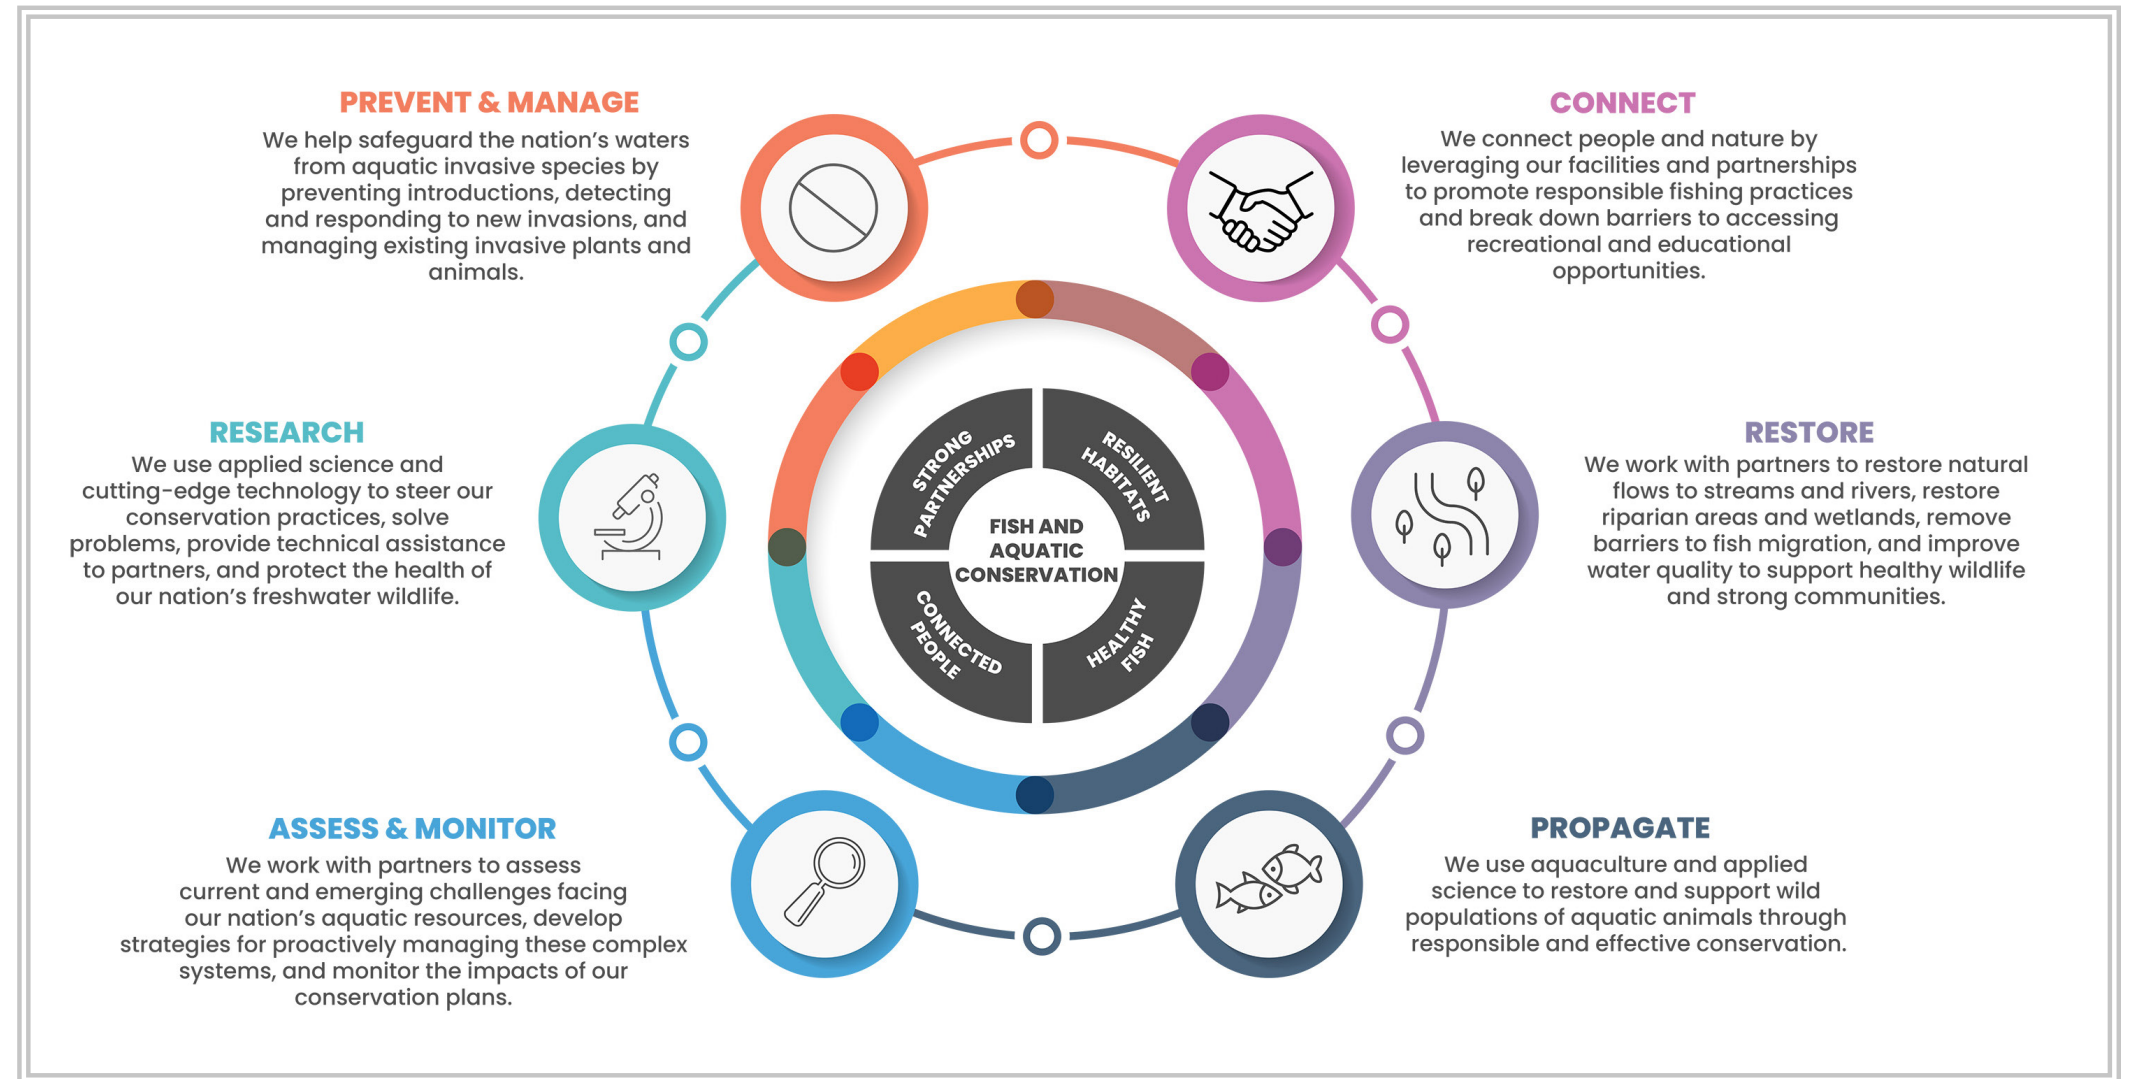 PREVENT & MANAGE
We help safeguard the nation's waters
from aquatic invasive species by
preventing introductions, detecting
and responding to new invasions, and
managing existing invasive plants and
animals.
CONNECT
We connect people and nature by
leveraging our facilities and partnerships
to promote responsible fishing practices
and break down barriers to accessing
recreational and educational
opportunities.
RESEARCH
We use applied science and
cutting-edge technology to steer our
conservation practices, solve
problems, provide technical assistance
to partners, and protect the health of
our nation's freshwater wildlife.
STRONG
PARTNERSHIPS
RESILIENT
HABITATS
FISH AND
AQUATIC
CONSERVATION
CONNECTED
PEOPLE
HEALTHY
FISH
RESTORE
We work with partners to restore natural
flows to streams and rivers, restore
riparian areas and wetlands, remove
barriers to fish migration, and improve
water quality to support healthy wildlife
and strong communities.
ASSESS & MONITOR
We work with partners to assess
current and emerging challenges facing
our nation's aquatic resources, develop
strategies for proactively managing these complex
systems, and monitor the impacts of our
conservation plans.
PROPAGATE
We use aquaculture and applied
science to restore and support wild
populations of aquatic animals through
responsible and effective conservation.